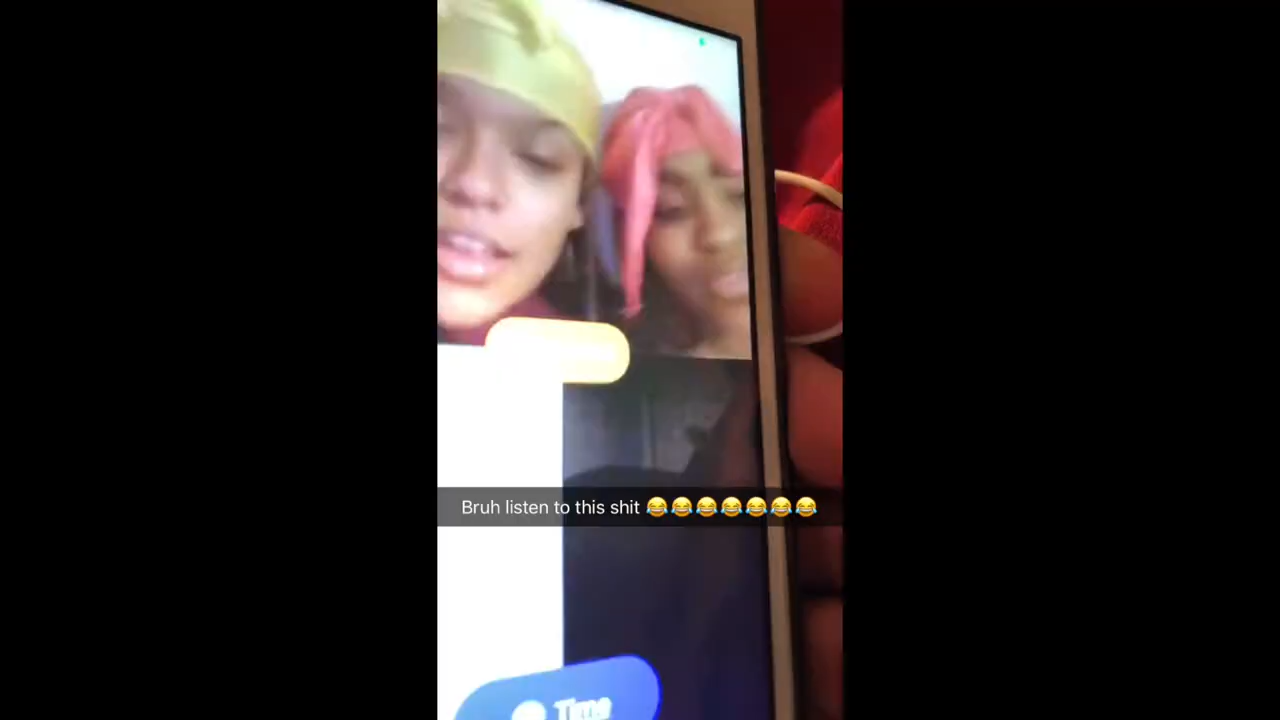 Bruh listen to this shit 😂😂😂😂😂😂😂
Time